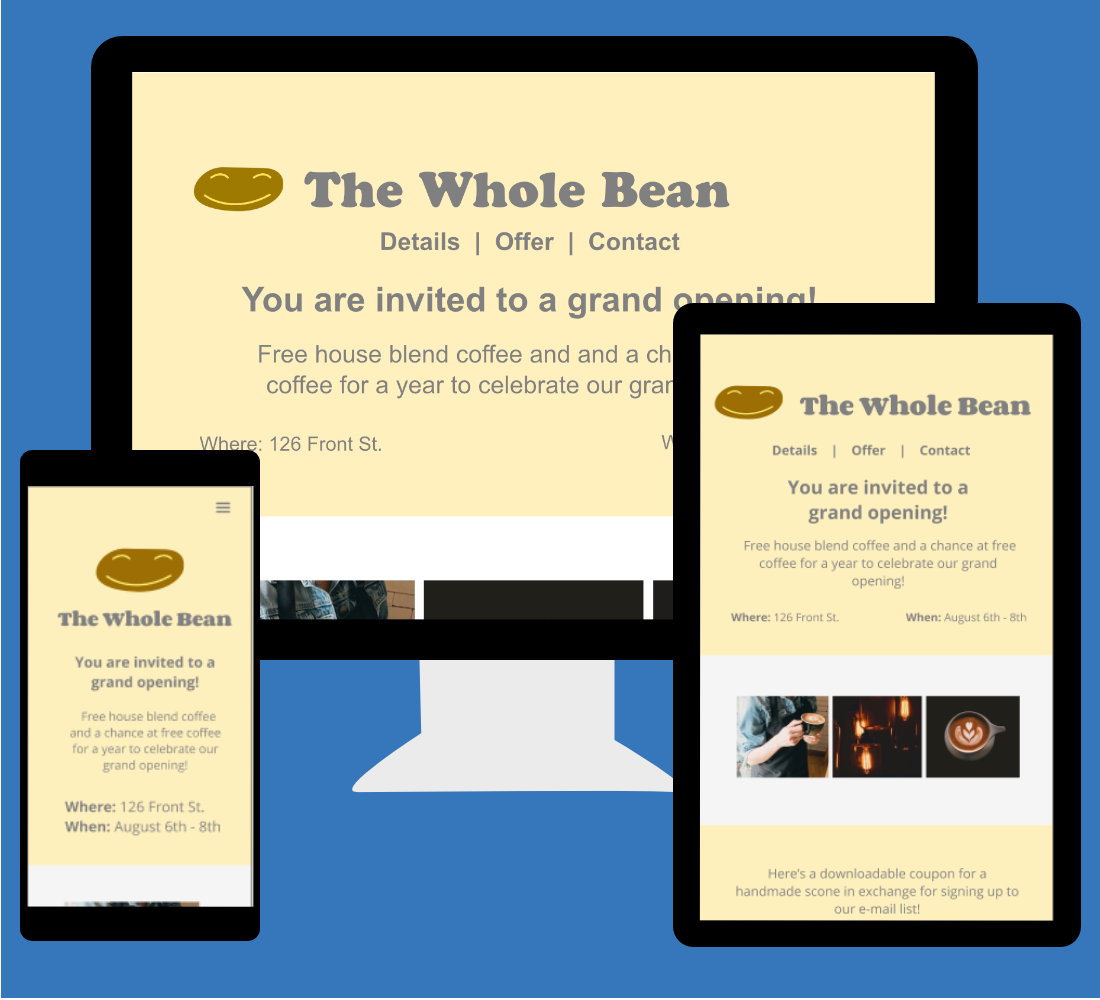 The Whole Bean
Details | Offer | Contact
You are invited to a grand opening!
Free house blend coffee and and a ch
coffee for a year to celebrate our gran
Where: 126 Front St.
The Whole Bean
You are invited to a
grand opening!
Free house blend coffee
and a chance at free coffee
for a year to celebrate our
grand opening!
Where: 126 Front St.
When: August 6th - 8th
The Whole Bean
Details | Offer | Contact
You are invited to a
grand opening!
Free house blend coffee and a chance at free
coffee for a year to celebrate our grand
opening!
Where: 126 Front St.
When: August 6th - 8th
Here's a downloadable coupon for a
handmade scone in exchange for signing up to
our e-mail list!